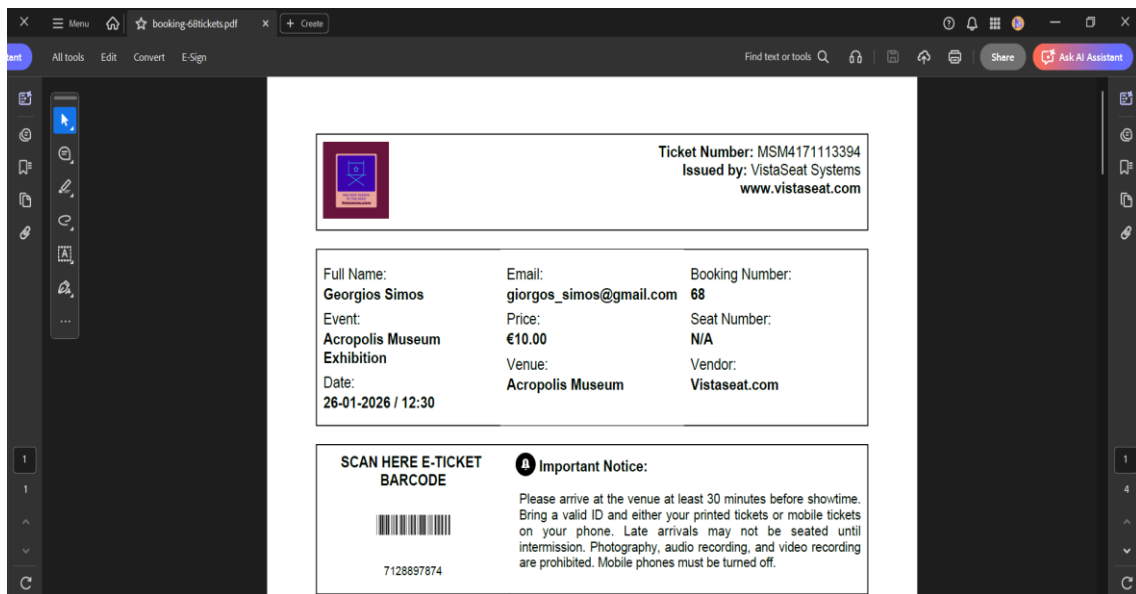 Menu
booking-68tickets.pdf
Create
tant
All tools Edit Convert E-Sign
Find text or tools
Share
Ask AI Assistant
Ticket Number: MSM4171113394
Issued by: VistaSeat Systems
www.vistaseat.com
Full Name:
Georgios Simos
Email:
giorgos_simos@gmail.com
Booking Number:
68
Event:
Acropolis Museum
Exhibition
Price:
€10.00
Seat Number:
N/A
Date:
26-01-2026 / 12:30
Venue:
Acropolis Museum
Vendor:
Vistaseat.com
SCAN HERE E-TICKET
BARCODE
7128897874
Important Notice:
Please arrive at the venue at least 30 minutes before showtime.
Bring a valid ID and either your printed tickets or mobile tickets
on your phone. Late arrivals may not be seated until
intermission. Photography, audio recording, and video recording
are prohibited. Mobile phones must be turned off.
1
1
1
4